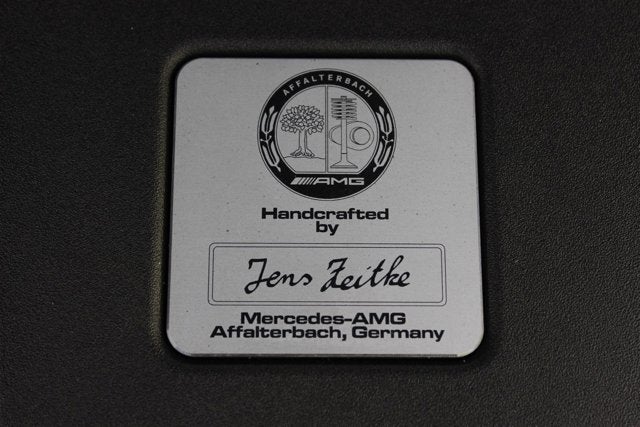 AFFALTERBACH
AMG
Handcrafted
by
Jens Zeitke
Mercedes-AMG
Affalterbach, Germany